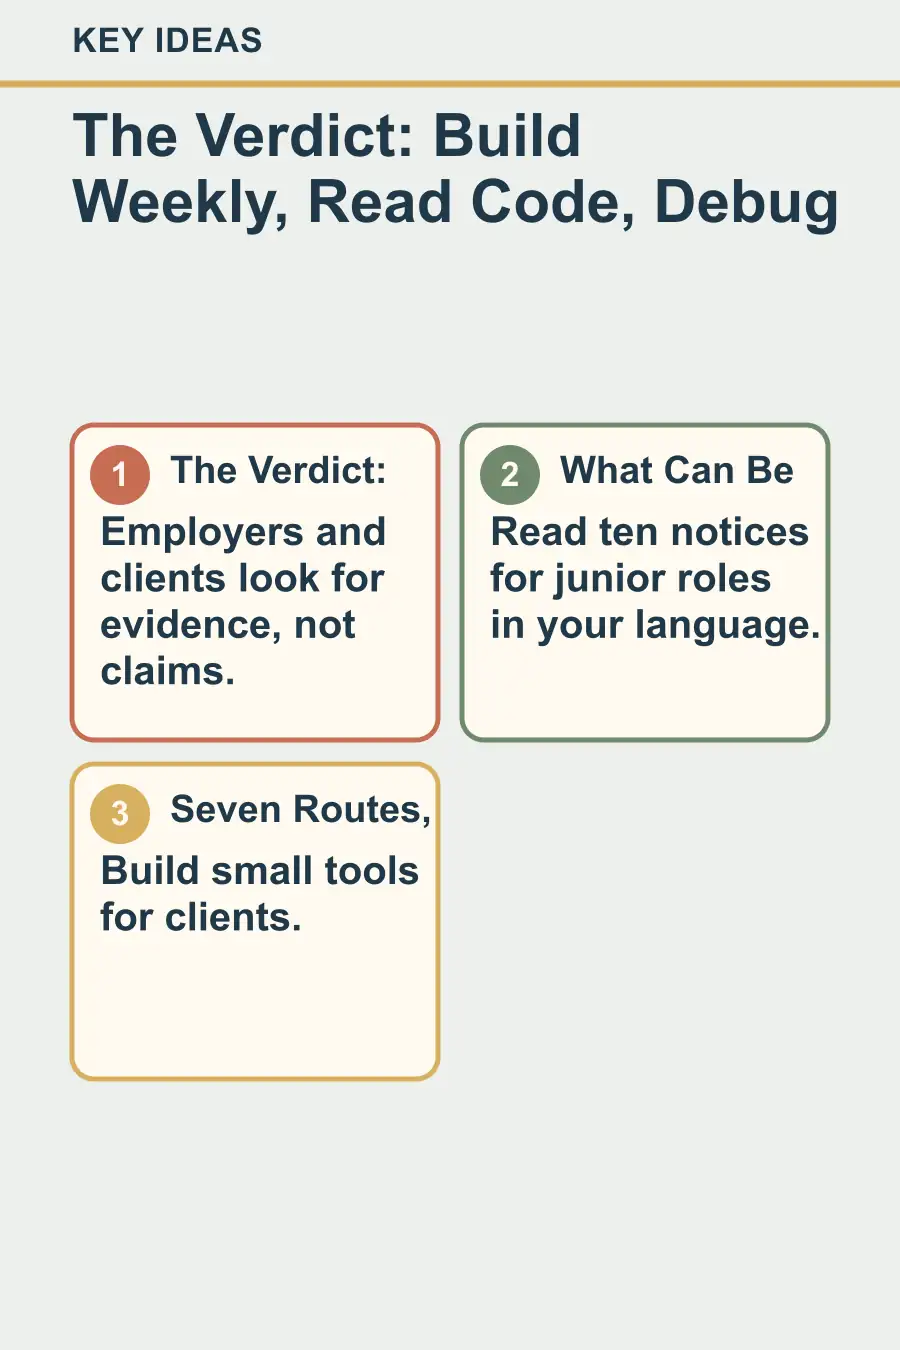 KEY IDEAS
The Verdict: Build
Weekly, Read Code, Debug
1 The Verdict:
Employers and
clients look for
evidence, not
claims.
2 What Can Be
Read ten notices
for junior roles
in your language.
3 Seven Routes,
Build small tools
for clients.